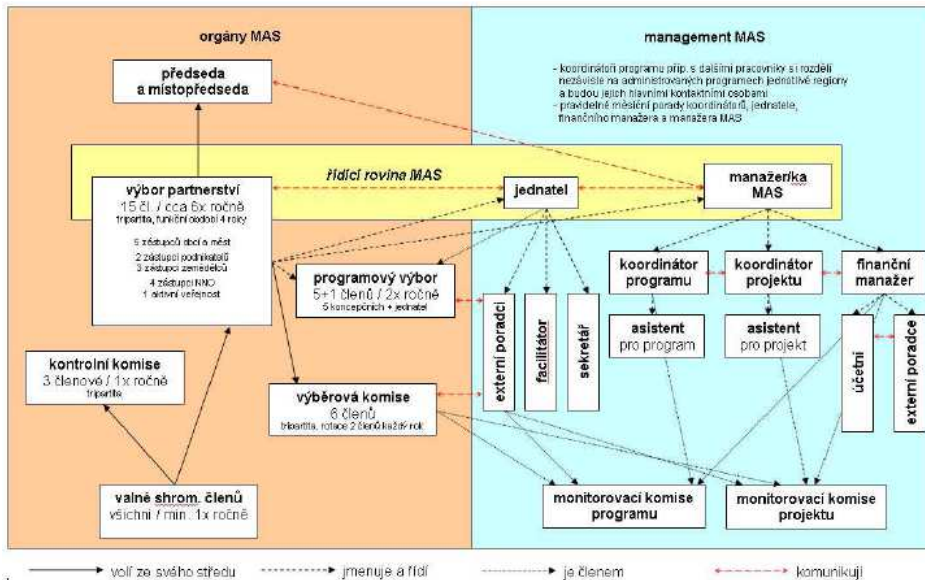 orgány MAS
management MAS
předseda
a místopředseda
- koordinátoři programu příp. s dalšími pracovníky si rozdělí
nezávisle na administrovaných programech jednotlivé regiony
a budou jejich hlavními kontaktními osobami
- pravidelné měsíční porady koordinátorů, jednatele,
finančního manažera a manažera MAS
řídící rovina MAS
výbor partnerství
15 čl. / cca 6x ročně
tripartita, funkční období 4 roky
5 zástupců obcí a měst
2 zástupci podnikatelů
3 zástupci zemědělců
4 zástupci NNO
1 aktivní veřejnost
jednatel
manažer/ka
MAS
programový výbor
5+1 členů / 2x ročně
5 koncepčních + jednatel
koordinátor
programu
koordinátor
projektu
finanční
manažer
externí poradci
facilitátor
sekretář
asistent
pro program
asistent
pro projekt
účetní
externí poradce
kontrolní komise
3 členové / 1x ročně
tripartita
výběrová komise
6 členů
tripartita, rotace 2 členů každý rok
valné shrom. členů
všichni / min. 1x ročně
monitorovací komise
programu
monitorovací komise
projektu
volí ze svého středu
jmenuje a řídí
je členem
komunikují